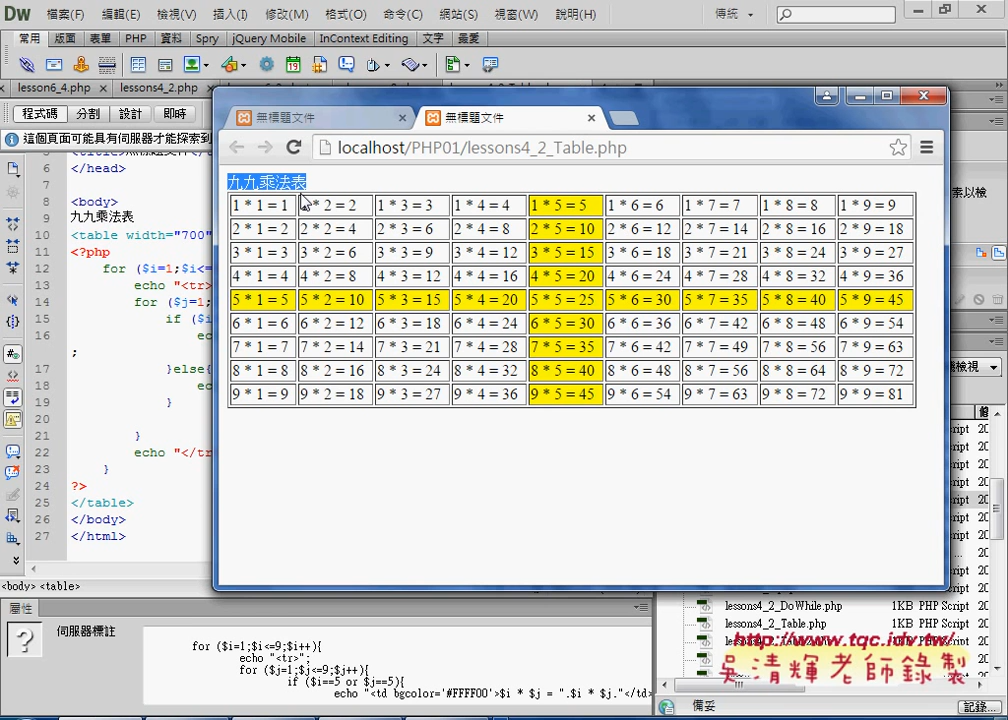 Dw 檔案(F) 編輯(E) 檢視(V) 插入(I) 修改(M) 格式(O) 命令(C) 網站(S) 視窗(W) 說明(H) 傳統
常用 版面 表單 PHP 資料 Spry jQuery Mobile InContext Editing 文字 最愛
lesson6_4.php × lessons4_2.php ×
程式碼 分割 設計 即時
這個頁面可能具有伺服器才能探索到
無標題文件 × 無標題文件 ×
localhost/PHP01/lessons4_2_Table.php
九九乘法表
1 * 1 = 1 * 2 = 2 1 * 3 = 3 1 * 4 = 4 1 * 5 = 5 1 * 6 = 6 1 * 7 = 7 1 * 8 = 8 1 * 9 = 9
2 * 1 = 2 2 * 2 = 4 2 * 3 = 6 2 * 4 = 8 2 * 5 = 10 2 * 6 = 12 2 * 7 = 14 2 * 8 = 16 2 * 9 = 18
3 * 1 = 3 3 * 2 = 6 3 * 3 = 9 3 * 4 = 12 3 * 5 = 15 3 * 6 = 18 3 * 7 = 21 3 * 8 = 24 3 * 9 = 27
4 * 1 = 4 4 * 2 = 8 4 * 3 = 12 4 * 4 = 16 4 * 5 = 20 4 * 6 = 24 4 * 7 = 28 4 * 8 = 32 4 * 9 = 36
5 * 1 = 5 5 * 2 = 10 5 * 3 = 15 5 * 4 = 20 5 * 5 = 25 5 * 6 = 30 5 * 7 = 35 5 * 8 = 40 5 * 9 = 45
6 * 1 = 6 6 * 2 = 12 6 * 3 = 18 6 * 4 = 24 6 * 5 = 30 6 * 6 = 36 6 * 7 = 42 6 * 8 = 48 6 * 9 = 54
7 * 1 = 7 7 * 2 = 14 7 * 3 = 21 7 * 4 = 28 7 * 5 = 35 7 * 6 = 42 7 * 7 = 49 7 * 8 = 56 7 * 9 = 63
8 * 1 = 8 8 * 2 = 16 8 * 3 = 24 8 * 4 = 32 8 * 5 = 40 8 * 6 = 48 8 * 7 = 56 8 * 8 = 64 8 * 9 = 72
9 * 1 = 9 9 * 2 = 18 9 * 3 = 27 9 * 4 = 36 9 * 5 = 45 9 * 6 = 54 9 * 7 = 63 9 * 8 = 72 9 * 9 = 81
6 </head>
7
8 <body>
9 九九乘法表
10 <table width="700"
11 <?php
12 for ($i=1;$i<=
13 echo "<tr>
14 for ($j=1;
15 if ($i
16 ec
;
17 }else{
18 ec
19 }
20
21 }
22 echo "</tr
23 }
24 ?>
25 </table>
26 </body>
27 </html>
<body> <table>
屬性
伺服器標註
for ($i=1;$i<=9;$i++){
echo "<tr>";
for ($j=1;$j<=9;$j++){
if ($i==5 or $j==5){
echo "<td bgcolor='#FFFF00'>$i * $j = ".$i * $j."</td>
lessons4_2_DoWhile.php 1KB PHP Script 20
lessons4_2_Table.php 1KB PHP Script 20
http://www.tqc.idv.tw/
吳清輝老師錄製
備妥 記錄...